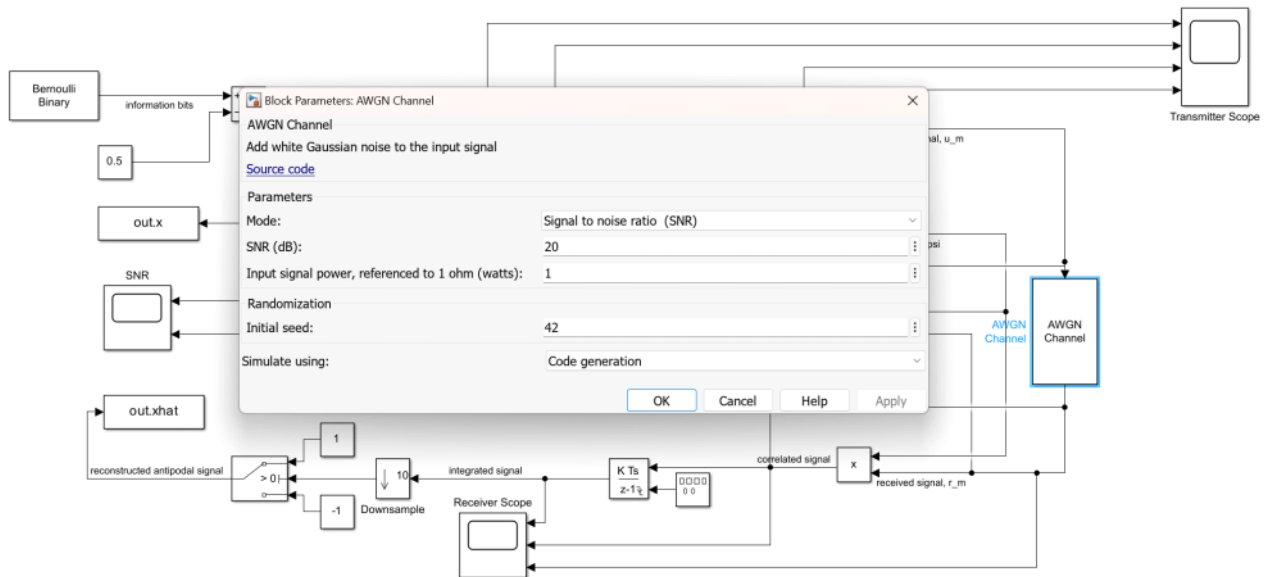 Bernoulli
Binary
information bits
0.5
out.x
SNR
out.xhat
Block Parameters: AWGN Channel
AWGN Channel
Add white Gaussian noise to the input signal
Source code
Parameters
Mode: Signal to noise ratio (SNR)
SNR (dB): 20
Input signal power, referenced to 1 ohm (watts): 1
Randomization
Initial seed: 42
Simulate using: Code generation
OK Cancel Help Apply
Transmitter Scope
nal, u_m
psi
AWGN
Channel
AWGN
Channel
reconstructed antipodal signal
> 0
1
-1
10
Downsample
integrated signal
Receiver Scope
K Ts
z-1
correlated signal
x
received signal, r_m